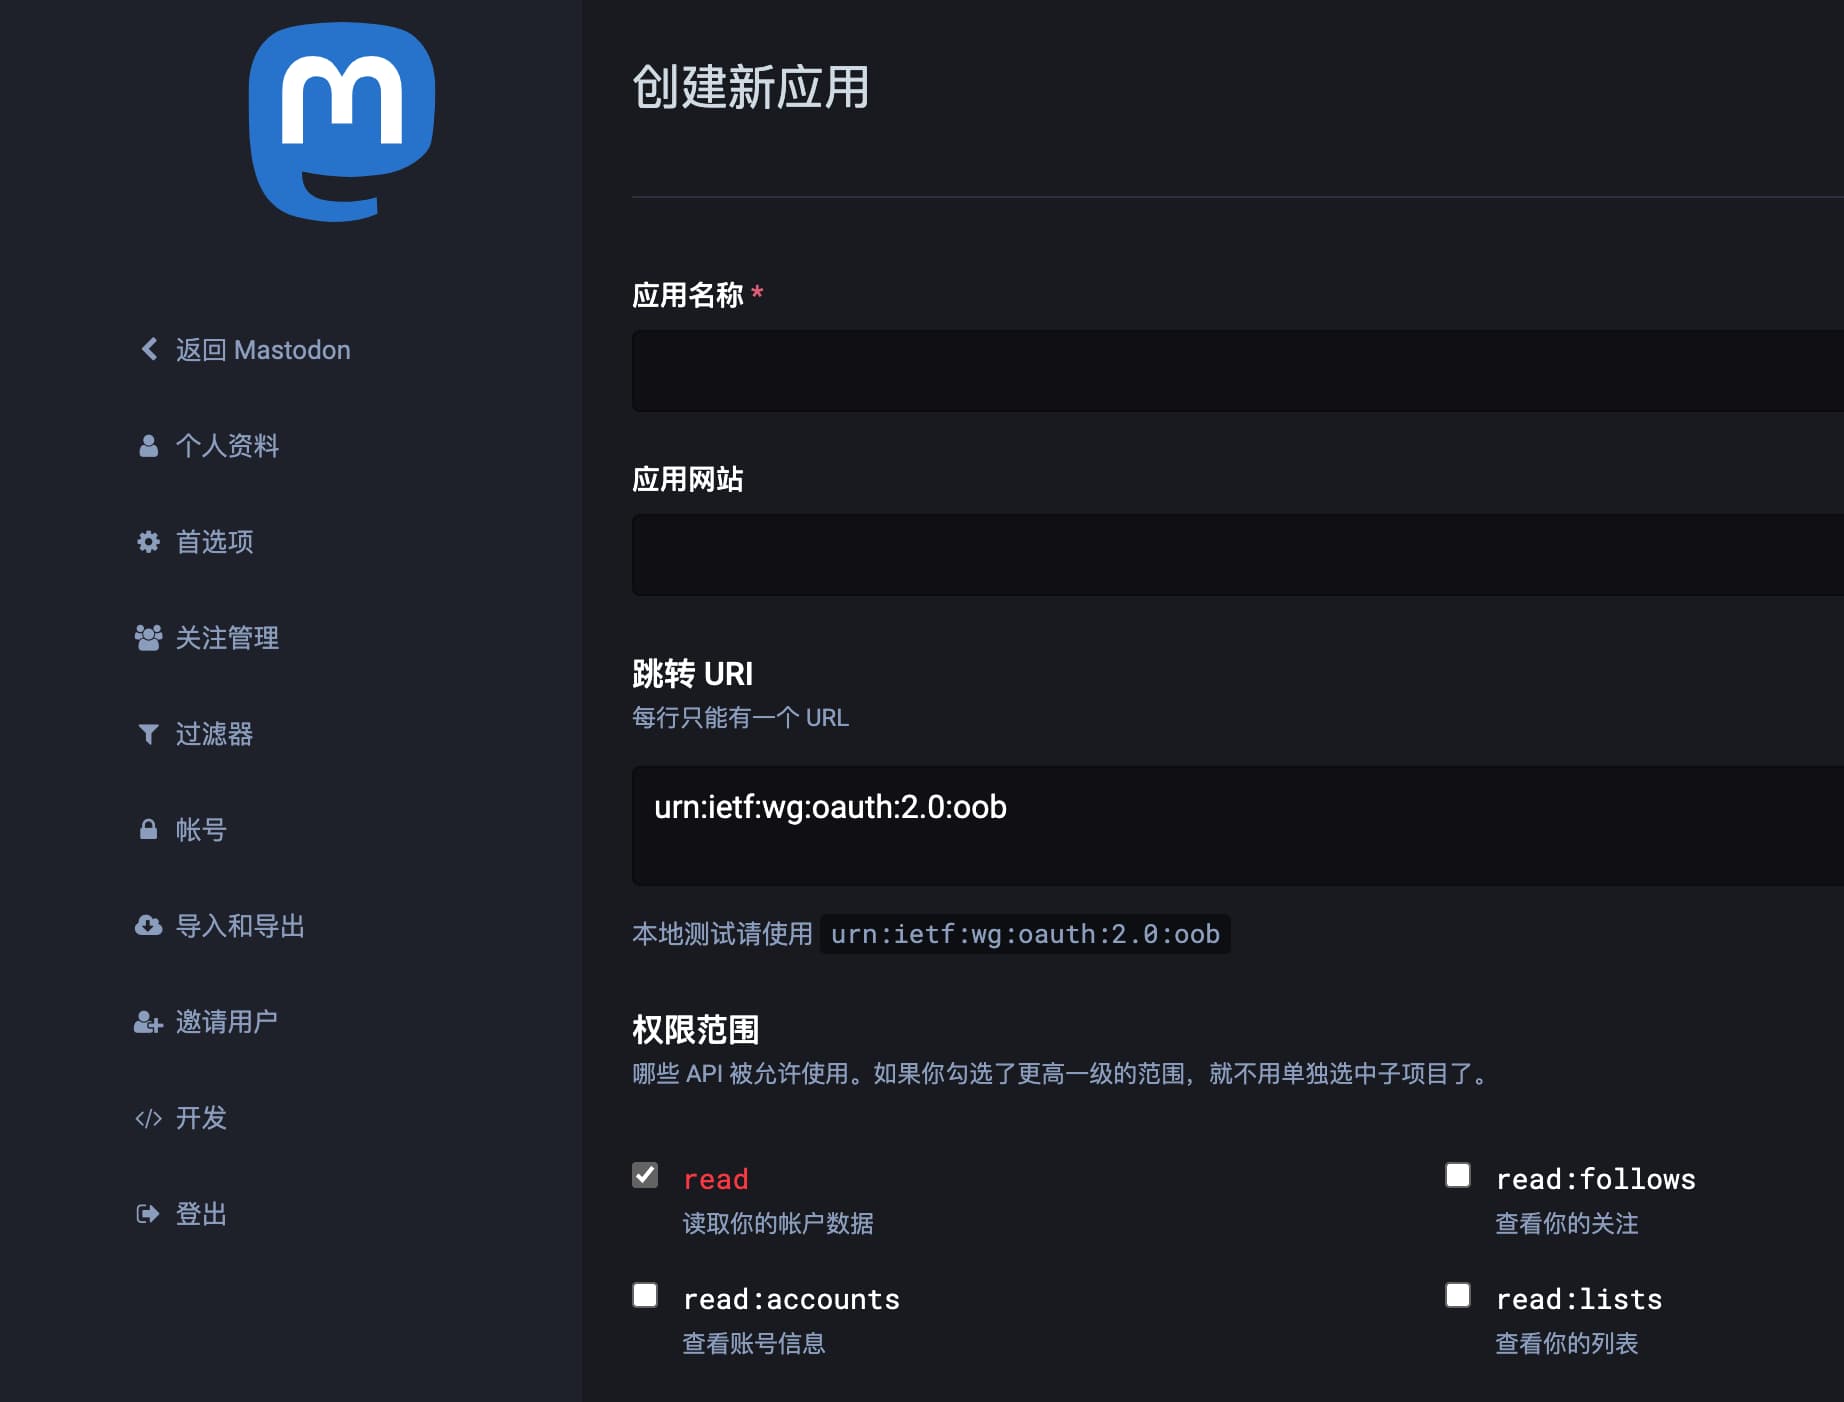 返回 Mastodon
个人资料
首选项
关注管理
过滤器
帐号
导入和导出
邀请用户
开发
登出
创建新应用
应用名称 *
应用网站
跳转 URI
每行只能有一个 URL
urn:ietf:wg:oauth:2.0:oob
本地测试请使用 urn:ietf:wg:oauth:2.0:oob
权限范围
哪些 API 被允许使用。如果你勾选了更高一级的范围，就不用单独选中子项目了。
read
读取你的帐户数据
read:follows
查看你的关注
read:accounts
查看账号信息
read:lists
查看你的列表